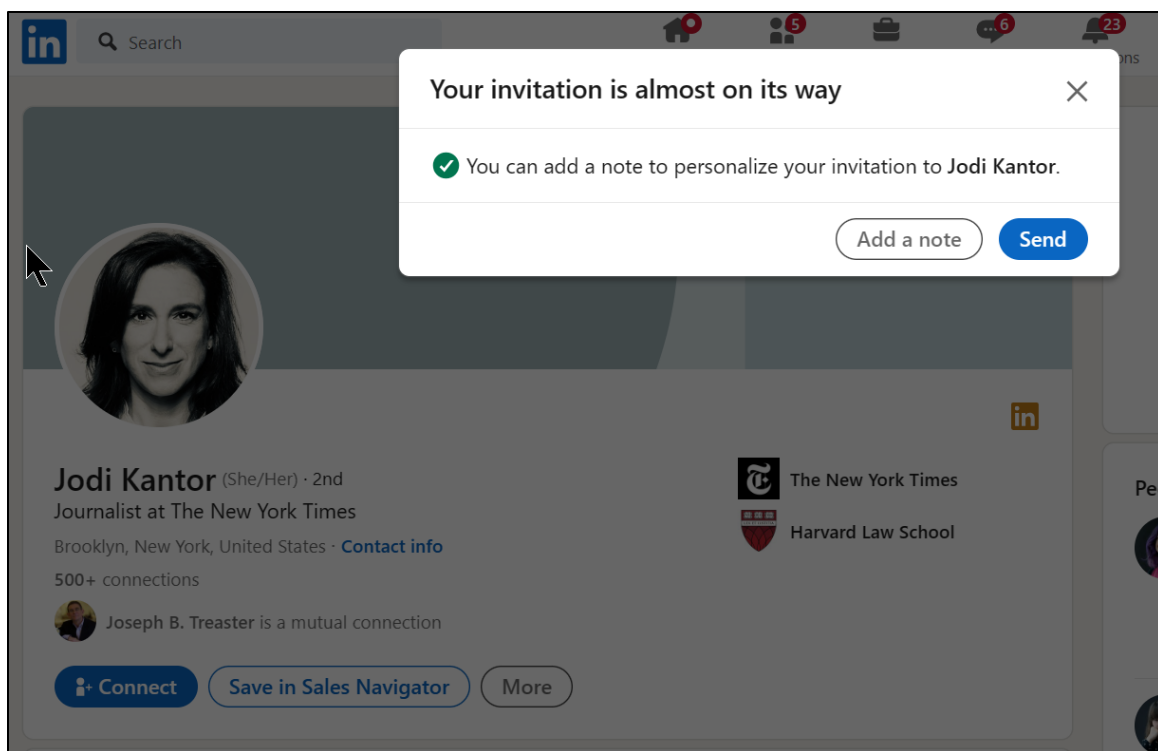 in
Search
5
6
23
ons
Your invitation is almost on its way
You can add a note to personalize your invitation to Jodi Kantor.
Add a note
Send
in
Jodi Kantor (She/Her) · 2nd
Journalist at The New York Times
Brooklyn, New York, United States · Contact info
500+ connections
Joseph B. Treaster is a mutual connection
Connect
Save in Sales Navigator
More
The New York Times
Harvard Law School
Pe